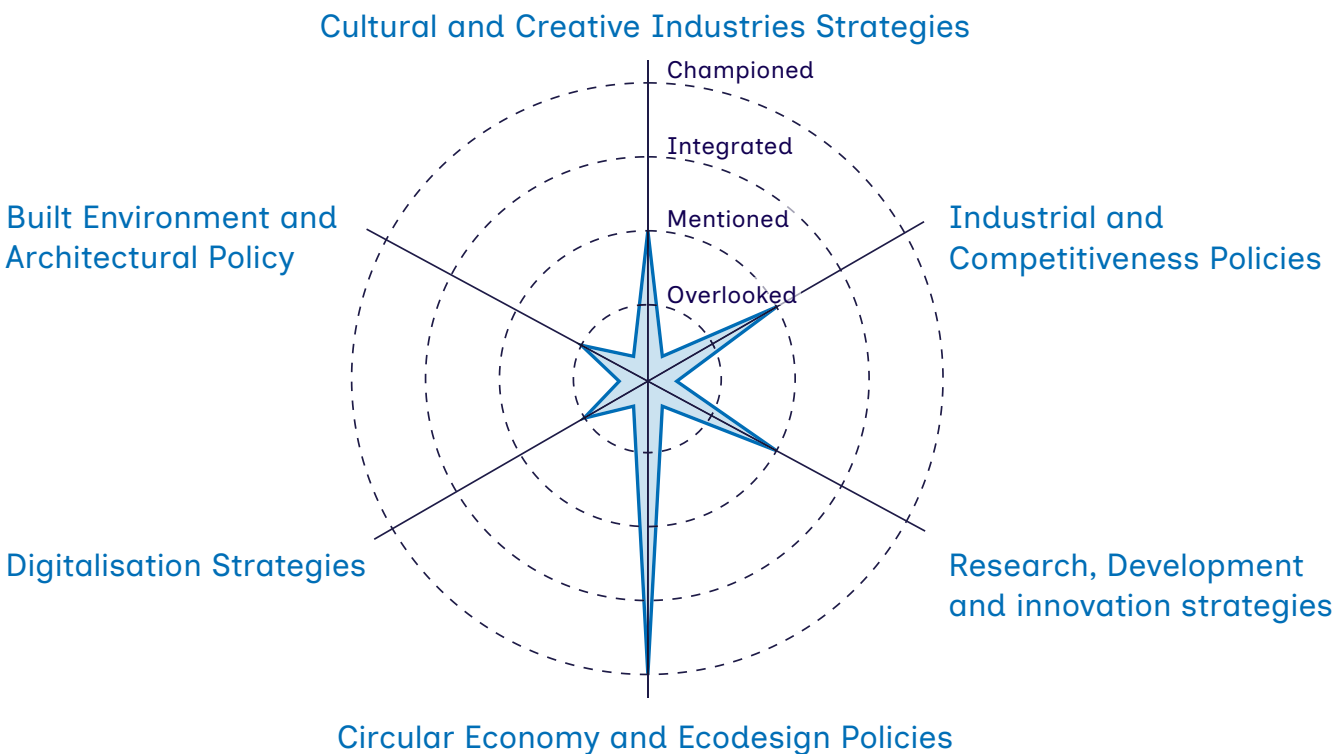 Cultural and Creative Industries Strategies
Championed
Integrated
Mentioned
Overlooked
Built Environment and
Architectural Policy
Industrial and
Competitiveness Policies
Digitalisation Strategies
Research, Development
and innovation strategies
Circular Economy and Ecodesign Policies